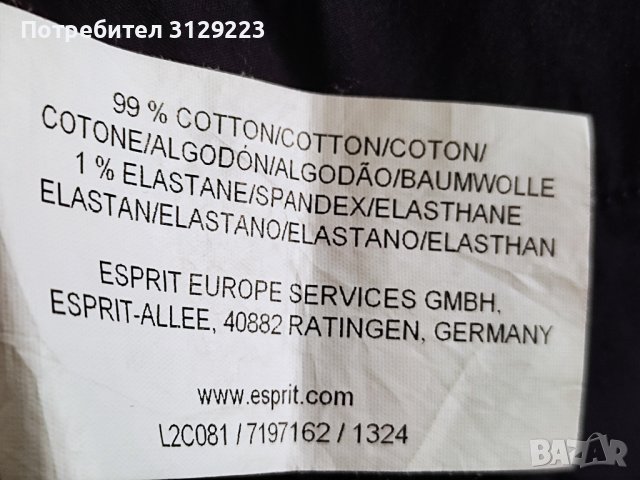 Потребител 3129223
99 % COTTON/COTTON/COTON/
COTONE/ALGODÓN/ALGODÃO/BAUMWOLLE
1 % ELASTANE/SPANDEX/ELASTHANE
ELASTAN/ELASTANO/ELASTANO/ELASTHAN
ESPRIT EUROPE SERVICES GMBH,
ESPRIT-ALLEE, 40882 RATINGEN, GERMANY
www.esprit.com
L2C081 / 7197162 / 1324
BAZAR